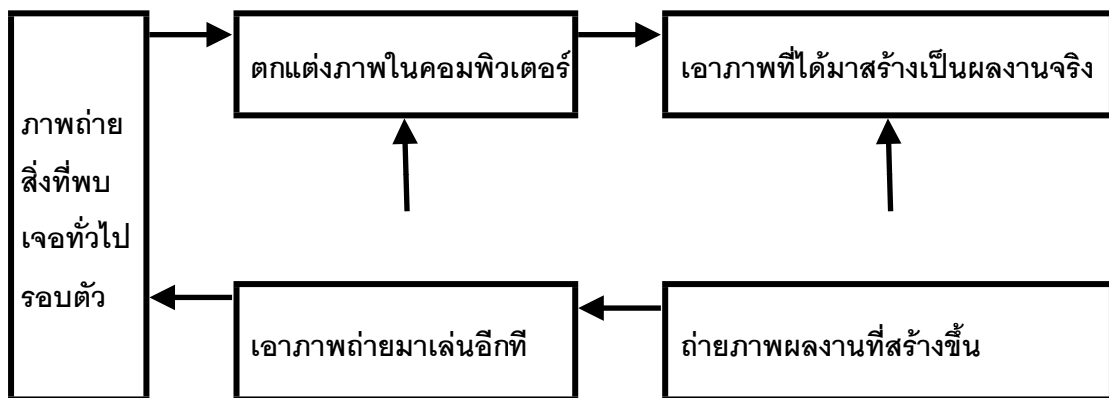 ภาพถ่าย
สิ่งที่พบ
เจอทั่วไป
รอบตัว
ตกแต่งภาพในคอมพิวเตอร์
เอาภาพที่ได้มาสร้างเป็นผลงานจริง
เอาภาพถ่ายมาเล่นอีกที
ถ่ายภาพผลงานที่สร้างขึ้น